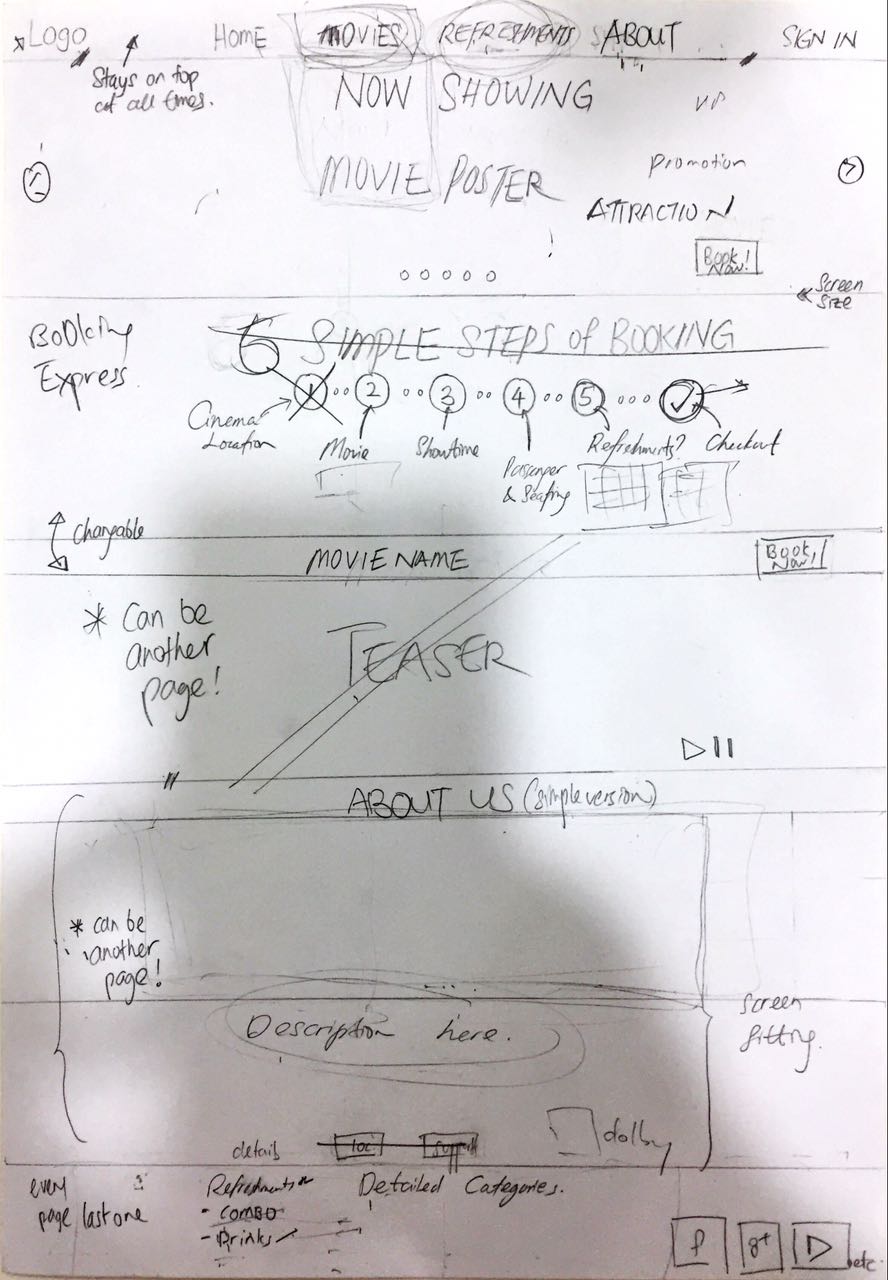 Logo
HOME
MOVIES
REFRESHMENTS
ABOUT
SIGN IN
Stays on top
at all times.
NOW SHOWING
VIP
MOVIE POSTER
Promotion
ATTRACTION
<
>
Book
Now!
Screen
Size
Booking
Express
6 SIMPLE STEPS of BOOKING
1 2 3 4 5
Cinema
Location
Movie
Showtime
Passenger
& Seating
Refreshments?
Checkout
Changeable
MOVIE NAME
Book
Now!
* Can be
another
page!
TEASER
ABOUT US (simple version)
* can be
another
page!
Description here.
Screen
fitting.
details
loc
dolby
every
page last one
Refreshments
- COMBO
- Drinks
Detailed Categories.
f
g+
etc